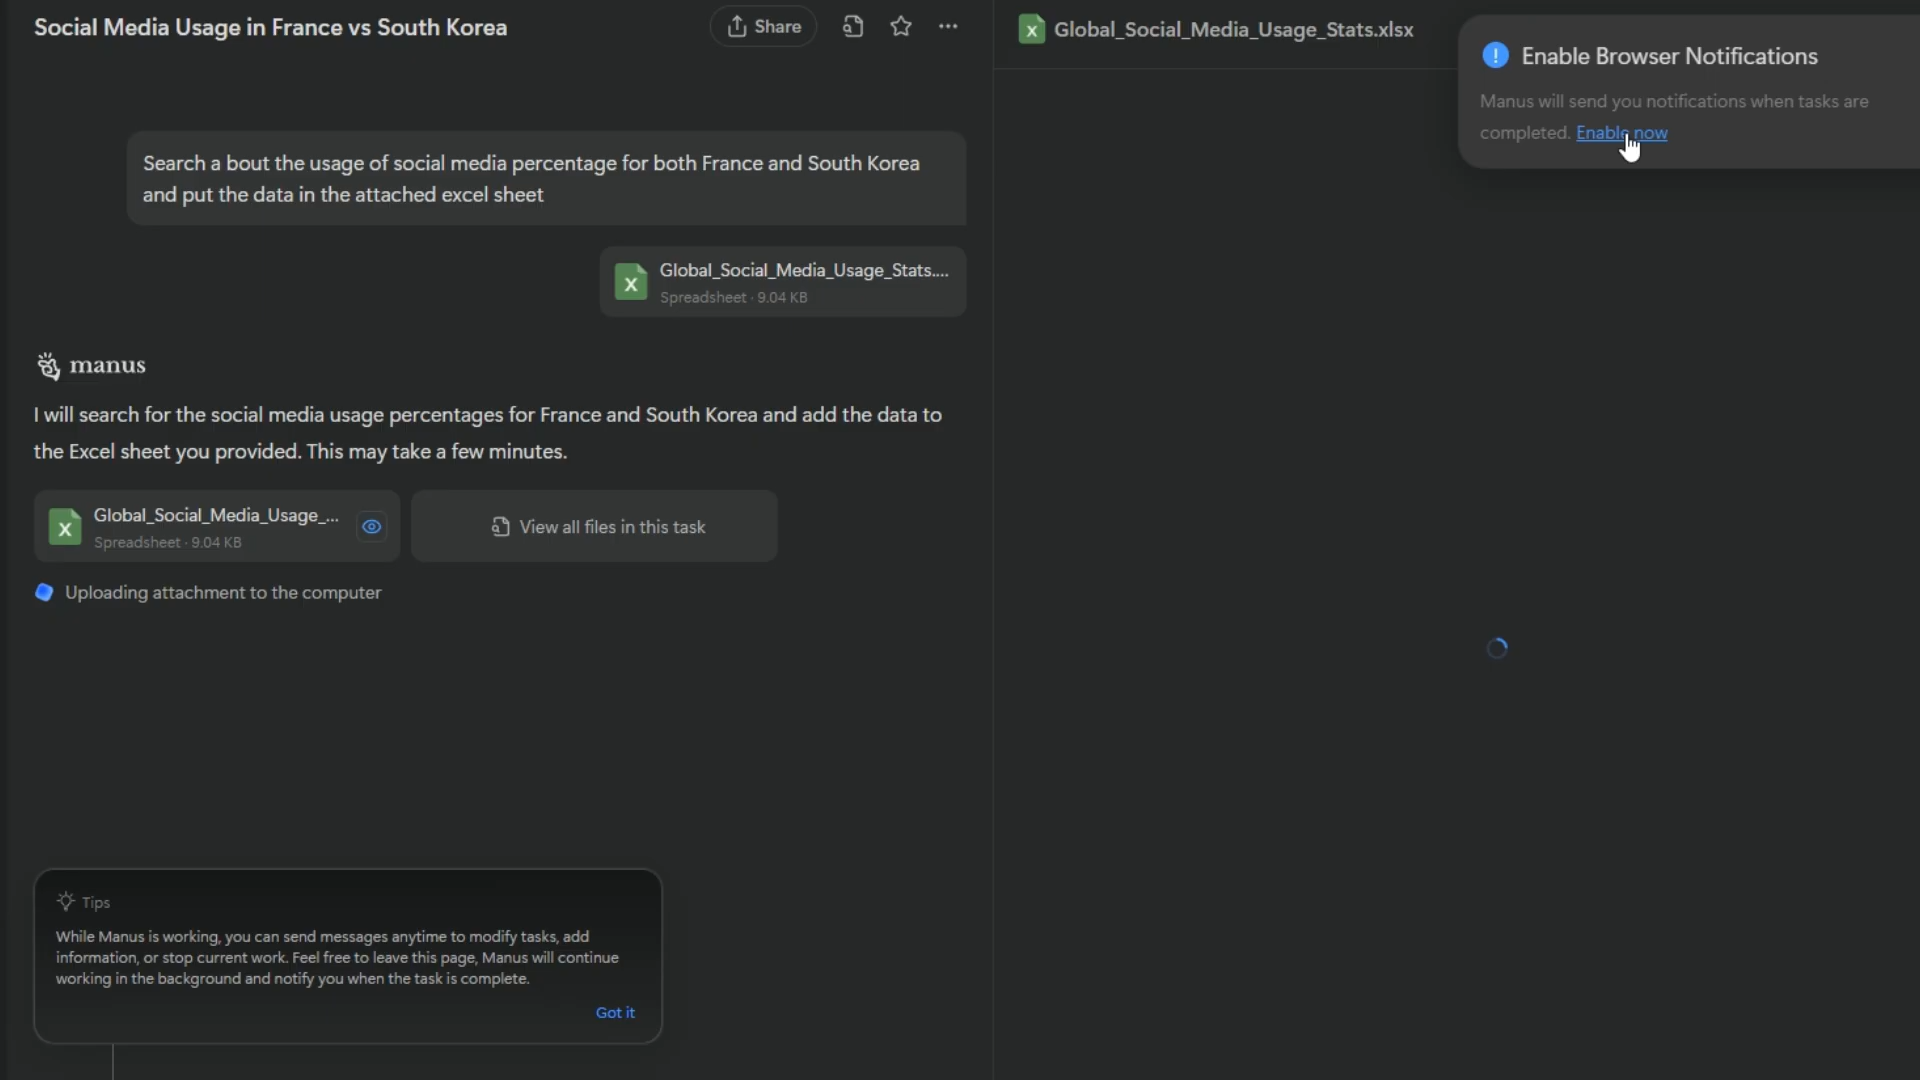 Social Media Usage in France vs South Korea
Share
Search a bout the usage of social media percentage for both France and South Korea
and put the data in the attached excel sheet
Global_Social_Media_Usage_Stats....
Spreadsheet · 9.04 KB
manus
I will search for the social media usage percentages for France and South Korea and add the data to
the Excel sheet you provided. This may take a few minutes.
Global_Social_Media_Usage_...
Spreadsheet · 9.04 KB
View all files in this task
Uploading attachment to the computer
Tips
While Manus is working, you can send messages anytime to modify tasks, add
information, or stop current work. Feel free to leave this page, Manus will continue
working in the background and notify you when the task is complete.
Got it
Global_Social_Media_Usage_Stats.xlsx
Enable Browser Notifications
Manus will send you notifications when tasks are
completed. Enable now